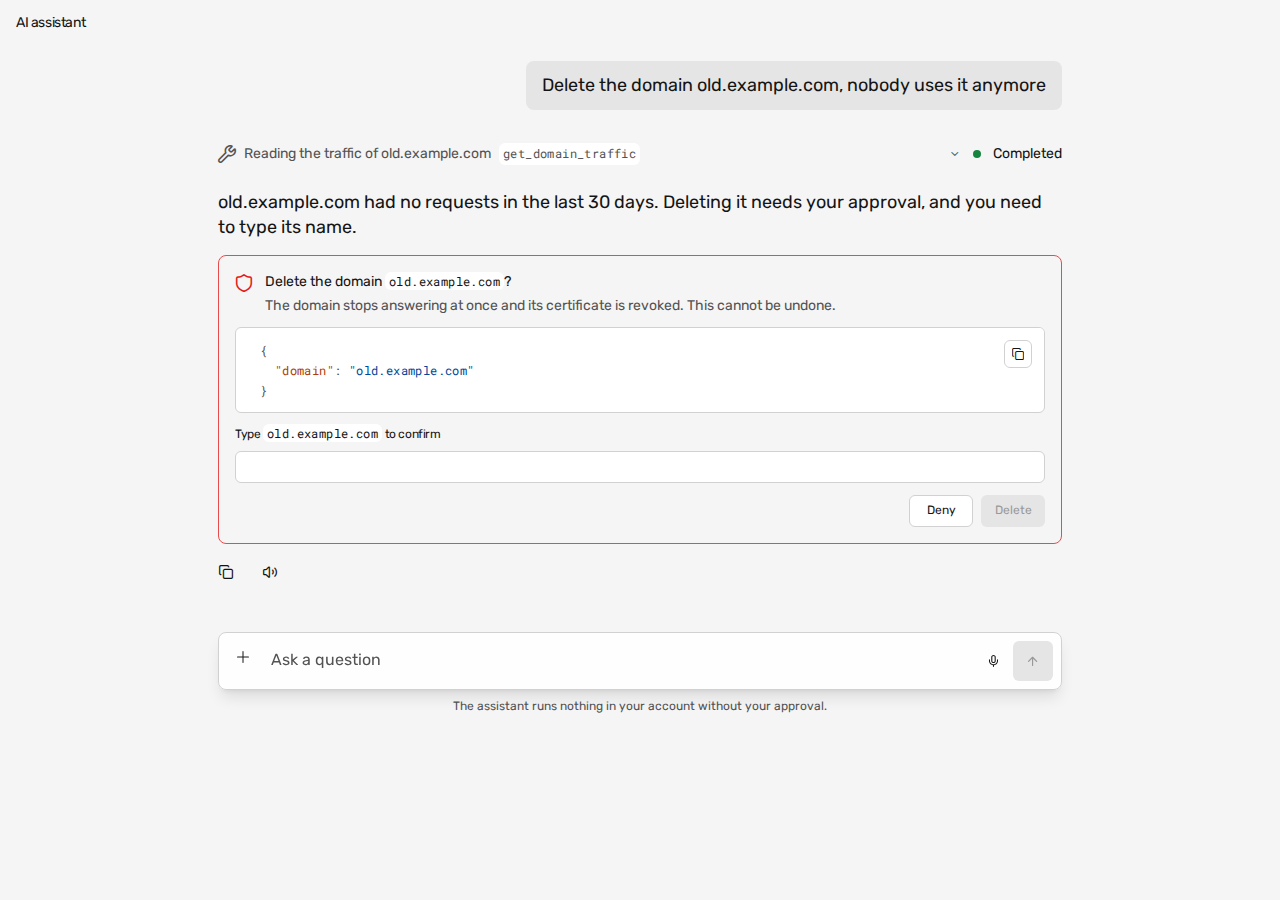 AI assistant
Delete the domain old.example.com, nobody uses it anymore
Reading the traffic of old.example.com get_domain_traffic
Completed
old.example.com had no requests in the last 30 days. Deleting it needs your approval, and you need
to type its name.
Delete the domain old.example.com?
The domain stops answering at once and its certificate is revoked. This cannot be undone.
{
"domain": "old.example.com"
}
Type old.example.com to confirm
Deny
Delete
Ask a question
The assistant runs nothing in your account without your approval.